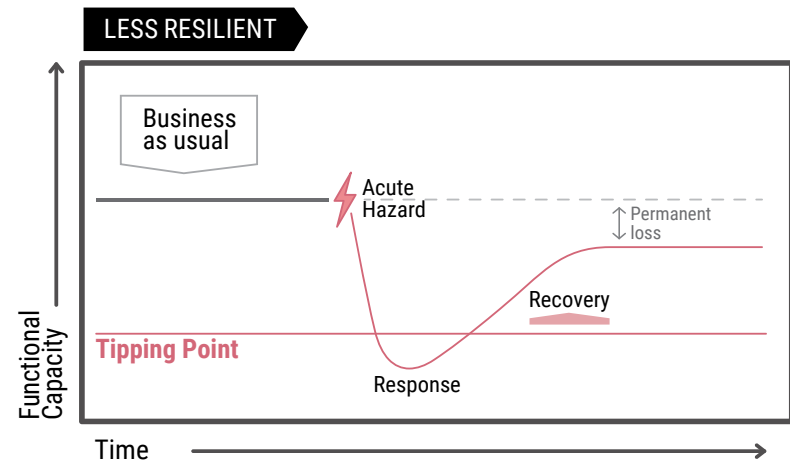 LESS RESILIENT
Business
as usual
Acute
Hazard
Permanent
loss
Recovery
Tipping Point
Response
Functional
Capacity
Time